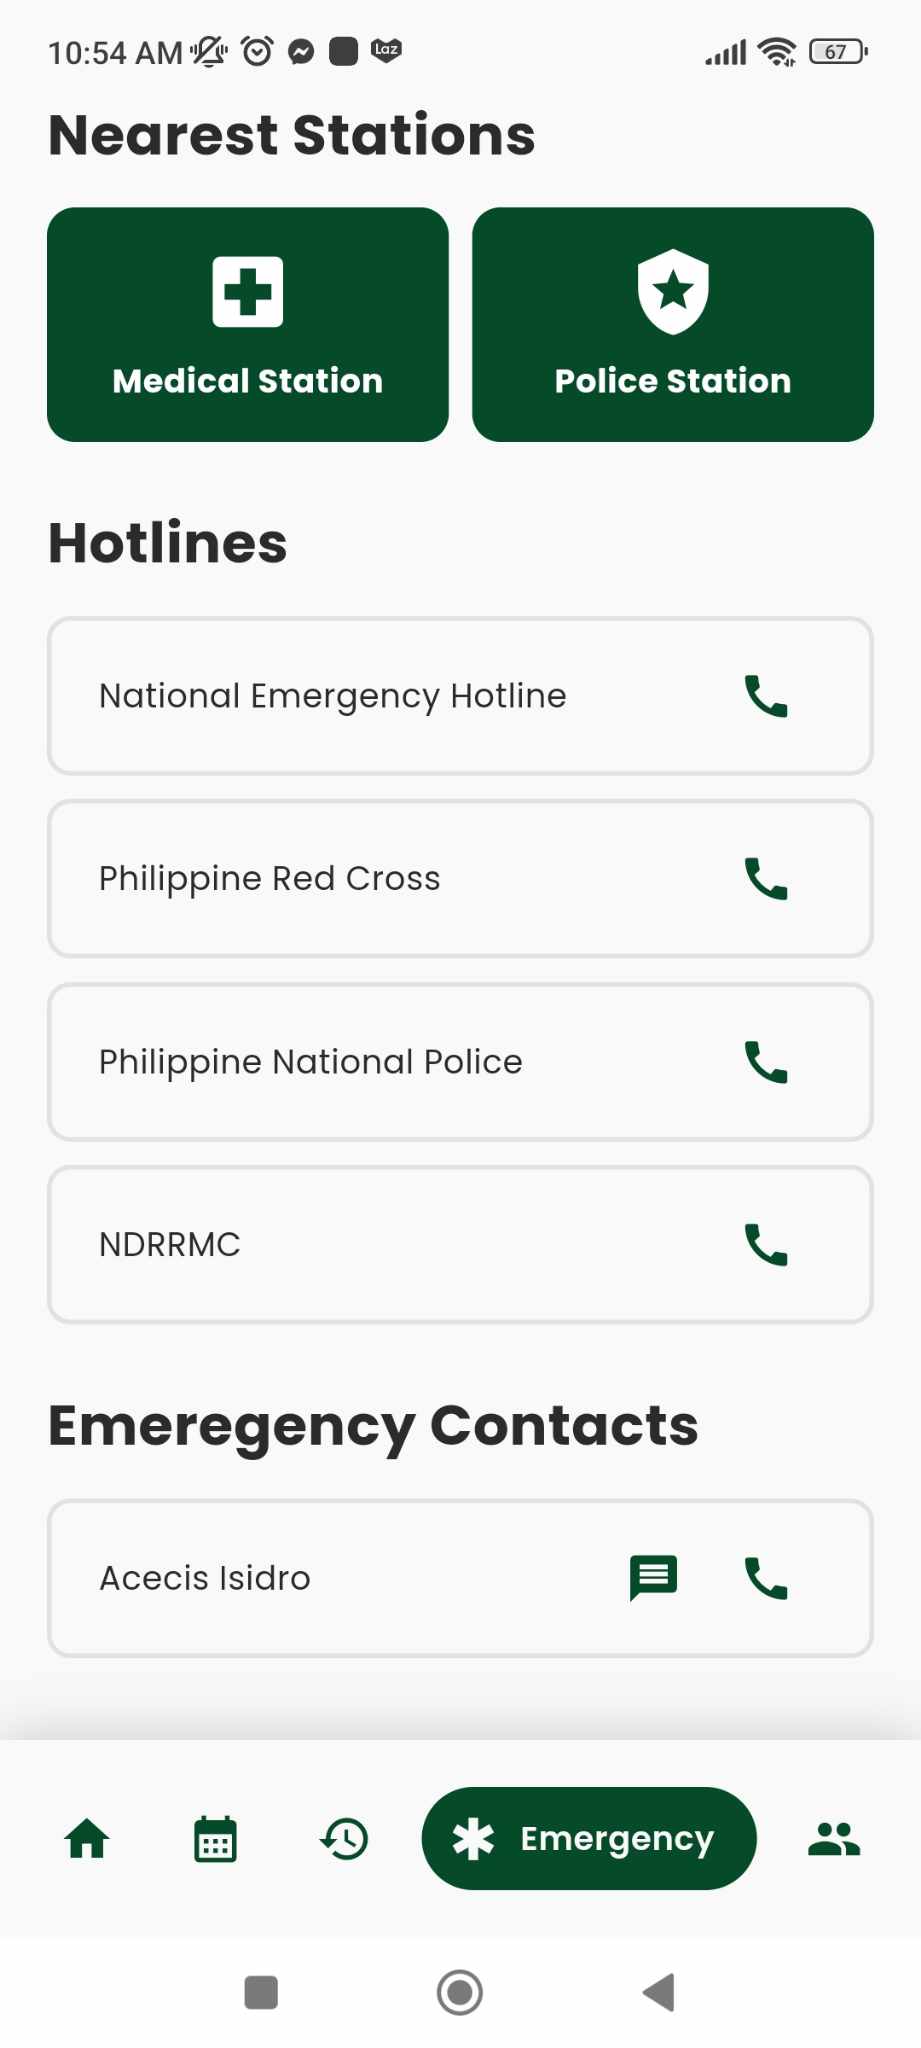 10:54 AM
Laz
67
Nearest Stations
Medical Station
Police Station
Hotlines
National Emergency Hotline
Philippine Red Cross
Philippine National Police
NDRRMC
Emeregency Contacts
Acecis Isidro
Emergency